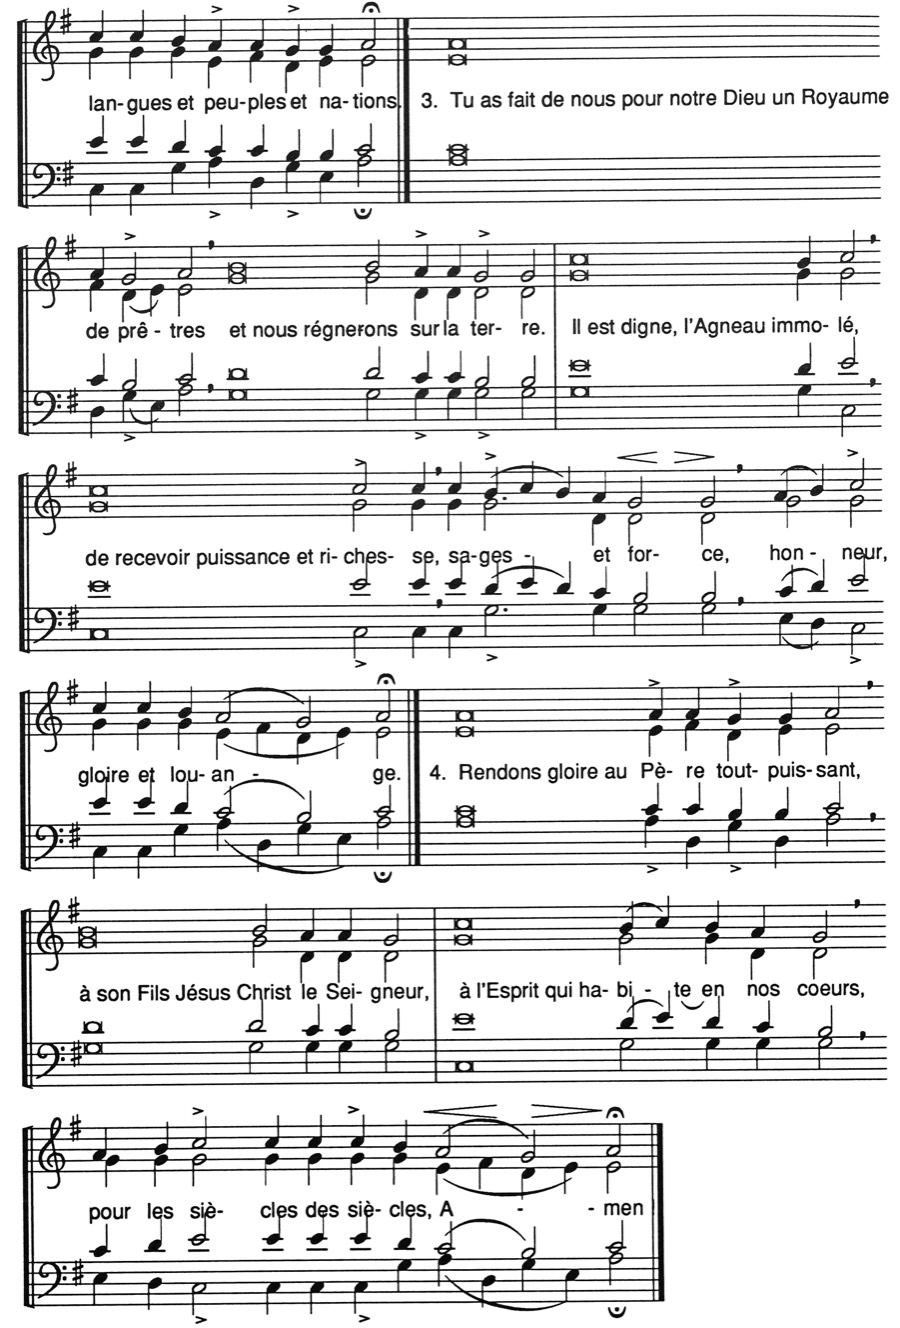 lan- gues et peu- ples et na- tions. 3. Tu as fait de nous pour notre Dieu un Royaume
de prê - tres et nous régnerons sur la ter- re. Il est digne, l'Agneau immo- lé,
de recevoir puissance et ri- ches- se, sa- ges - et for- ce, hon - neur,
gloire et lou- an - ge. 4. Rendons gloire au Pè- re tout- puis- sant,
à son Fils Jésus Christ le Sei- gneur, à l'Esprit qui ha- bi - te en nos coeurs,
pour les siè- cles des siè- cles, A - - men